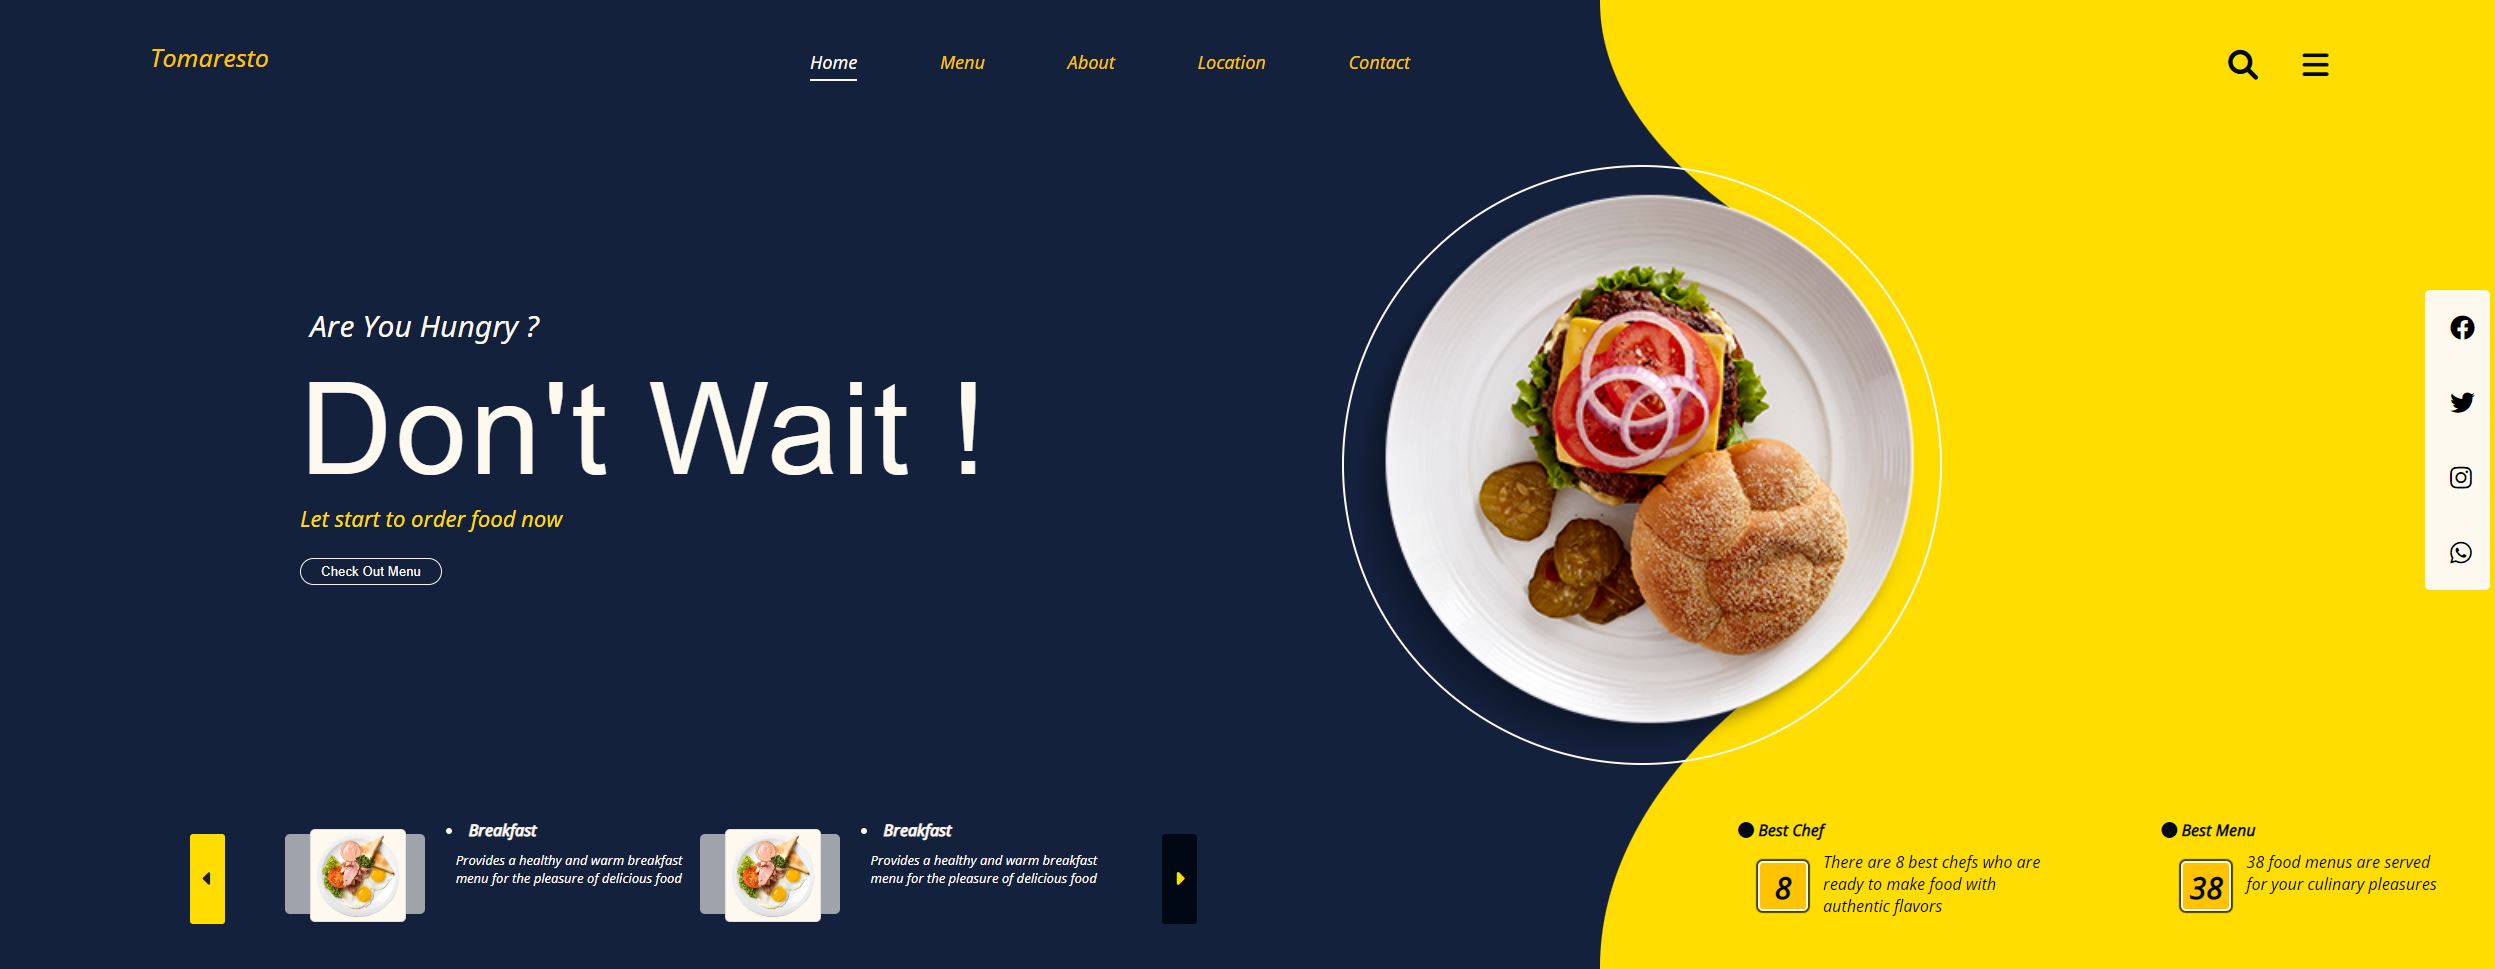 Tomaresto
Home
Menu
About
Location
Contact
Are You Hungry ?
Don't Wait !
Let start to order food now
Check Out Menu
Breakfast
Provides a healthy and warm breakfast
menu for the pleasure of delicious food
Breakfast
Provides a healthy and warm breakfast
menu for the pleasure of delicious food
Best Chef
8
There are 8 best chefs who are
ready to make food with
authentic flavors
Best Menu
38
38 food menus are served
for your culinary pleasures